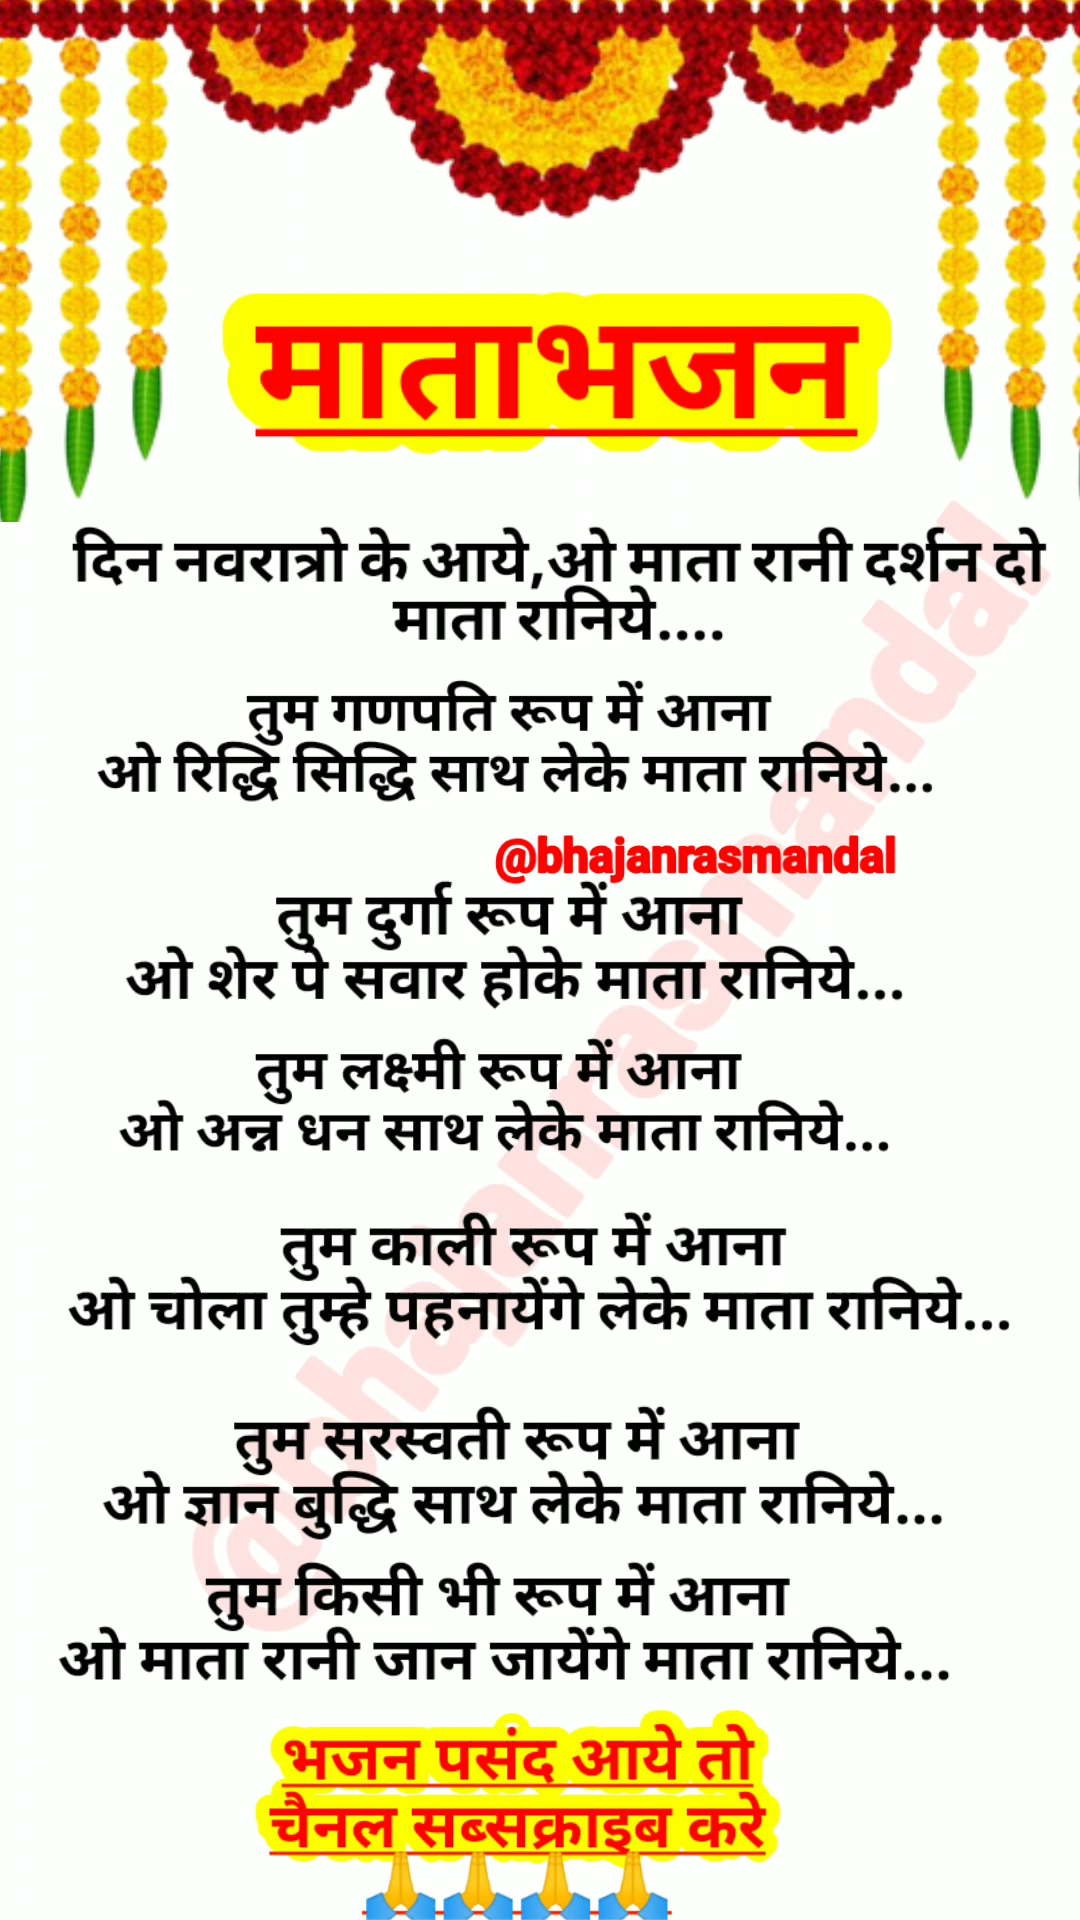 माताभजन
दिन नवरात्रो के आये,ओ माता रानी दर्शन दो
माता रानिये....
तुम गणपति रूप में आना
ओ रिद्धि सिद्धि साथ लेके माता रानिये...
@bhajanrasmandal
तुम दुर्गा रूप में आना
ओ शेर पे सवार होके माता रानिये...
तुम लक्ष्मी रूप में आना
ओ अन्न धन साथ लेके माता रानिये...
तुम काली रूप में आना
ओ चोला तुम्हे पहनायेंगे लेके माता रानिये...
तुम सरस्वती रूप में आना
ओ ज्ञान बुद्धि साथ लेके माता रानिये...
तुम किसी भी रूप में आना
ओ माता रानी जान जायेंगे माता रानिये...
भजन पसंद आये तो
चैनल सब्सक्राइब करे
🙏🙏🙏🙏
@bhajanrasmandal